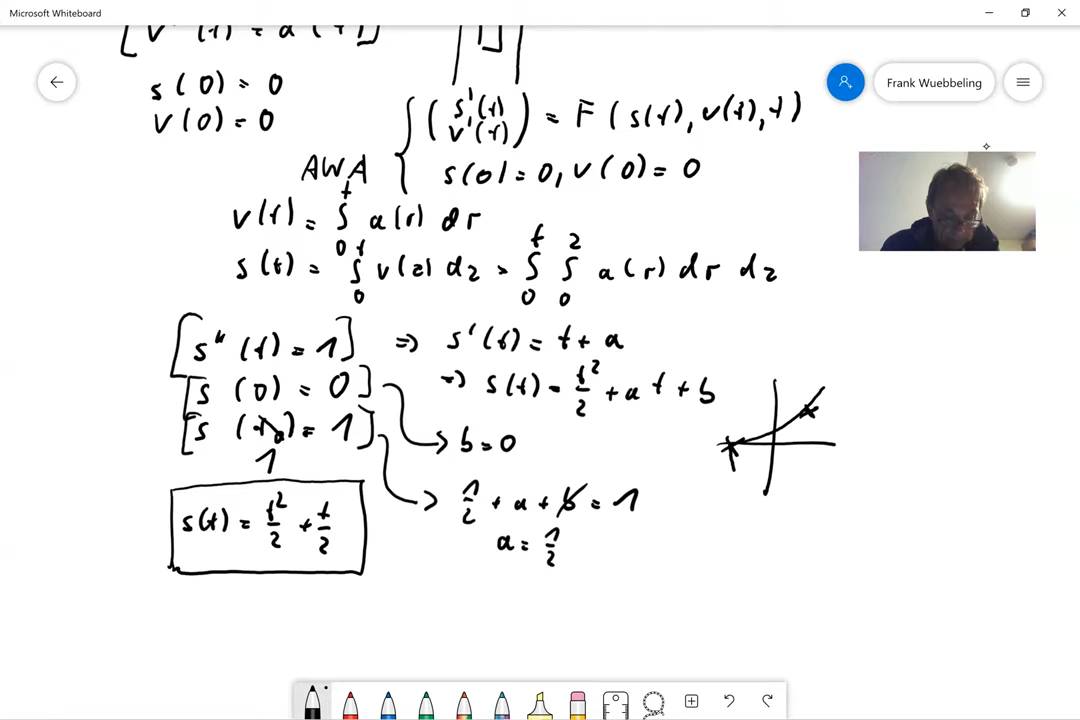 Microsoft Whiteboard
[v'(t) = a(t)]
s(0) = 0
v(0) = 0
Frank Wuebbeling
(s'(t) v'(t)) = F(s(t), v(t), t)
AWA
s(0) = 0, v(0) = 0
v(t) = ∫₀ᵗ a(r) dr
s(t) = ∫₀ᵗ v(z) dz = ∫₀ᵗ ∫₀ᶻ a(r) dr dz
[s''(t) = 1] ⇒ s'(t) = t + a
⇒ s(t) = t²/2 + a t + b
[s(0) = 0]
[s(t₀) = 1]
1
b = 0
1/2 + a + b = 1
a = 1/2
s(t) = t²/2 + t/2